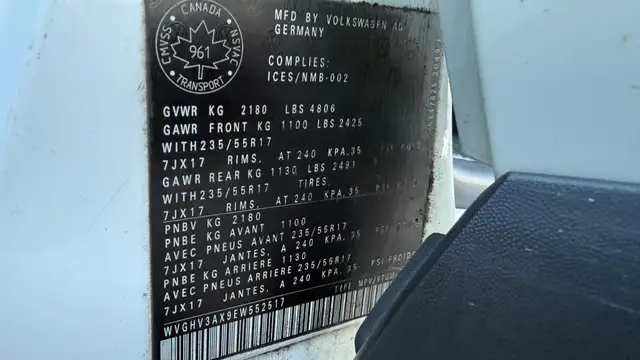 CANADA
CMVSS
NSVAC
961
TRANSPORT
MFD BY VOLKSWAGEN AG
GERMANY
COMPLIES:
ICES/NMB-002
GVWR KG 2180 LBS 4806
GAWR FRONT KG 1100 LBS 2425
WITH235/55R17
7JX17 RIMS, AT 240 KPA,35
GAWR REAR KG 1130 LBS 2491
WITH235/55R17 TIRES,
7JX17 RIMS, AT 240 KPA,35
PNBV KG 2180
PNBE KG AVANT 1100
AVEC PNEUS AVANT 235/55R17
7JX17 JANTES, A 240 KPA, 35
PNBE KG ARRIERE 1130
AVEC PNEUS ARRIERE 235/55R17
7JX17 JANTES, A 240 KPA, 35 PSI FROID
WVGHV3AX9EW552517 TYPE MPV/VTUM